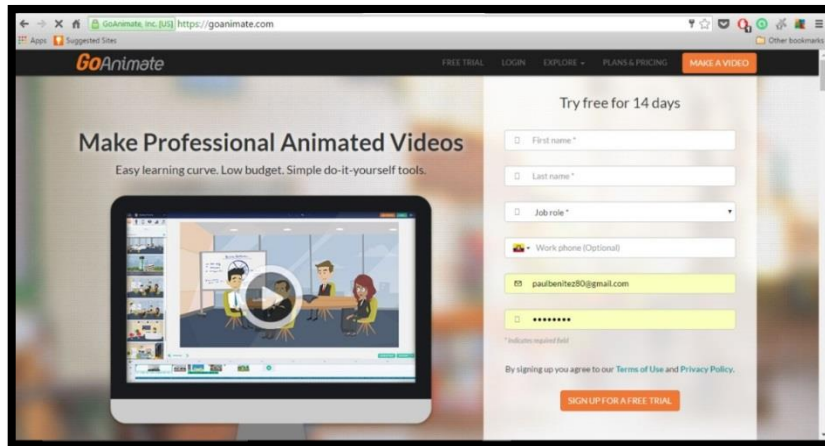 GoAnimate, Inc. [US] https://goanimate.com
Apps Suggested Sites Other bookmarks
GoAnimate FREE TRIAL LOGIN EXPLORE PLANS & PRICING MAKE A VIDEO
Try free for 14 days
Make Professional Animated Videos
Easy learning curve. Low budget. Simple do-it-yourself tools.
First name *
Last name *
Job role *
Work phone (Optional)
paulbenitez80@gmail.com
* indicates required field
By signing up you agree to our Terms of Use and Privacy Policy.
SIGN UP FOR A FREE TRIAL